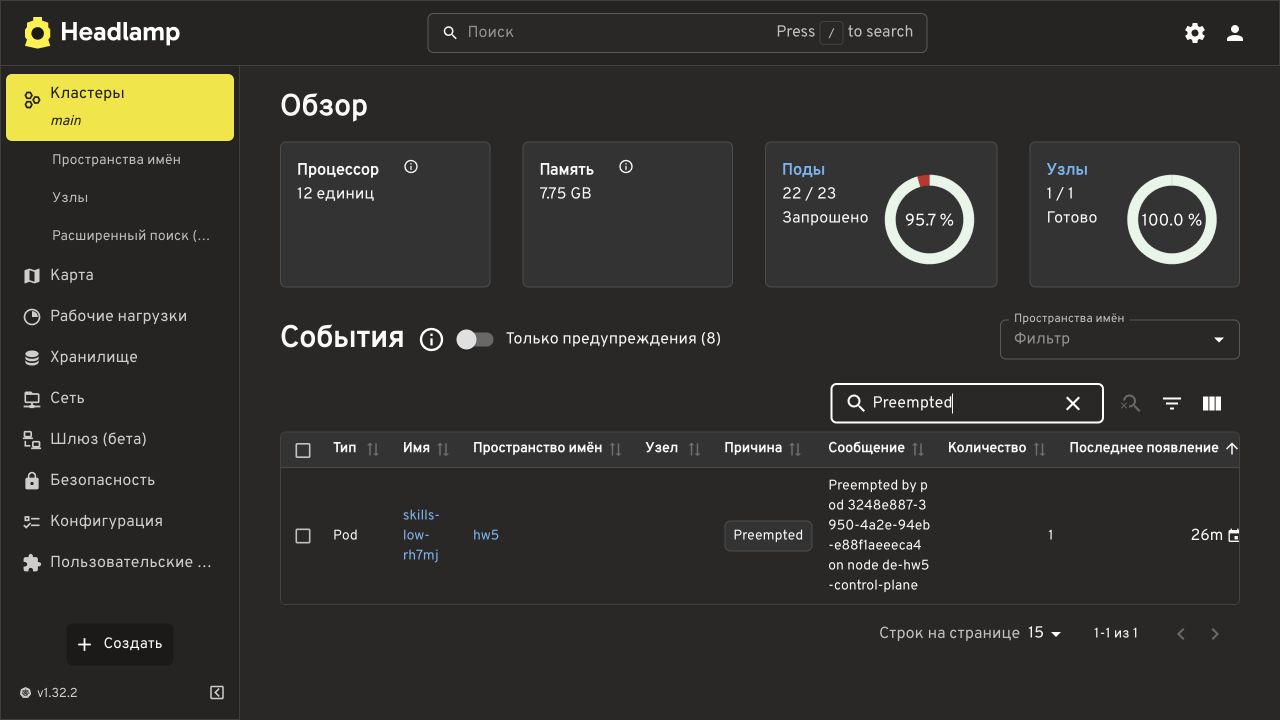 Headlamp
Поиск
Press / to search
Кластеры
main
Пространства имён
Узлы
Расширенный поиск (...
Карта
Рабочие нагрузки
Хранилище
Сеть
Шлюз (бета)
Безопасность
Конфигурация
Пользовательские ...
Создать
v1.32.2
Обзор
Процессор
12 единиц
Память
7.75 GB
Поды
22 / 23
Запрошено
95.7 %
Узлы
1 / 1
Готово
100.0 %
События
Только предупреждения (8)
Пространства имён
Фильтр
Preempted
Тип Имя Пространство имён Узел Причина Сообщение Количество Последнее появление
Pod
skills-
low-
rh7mj
hw5
Preempted
Preempted by p
od 3248e887-3
950-4a2e-94eb
-e88f1aeeeca4
on node de-hw5
-control-plane
1
26m
Строк на странице 15 1-1 из 1